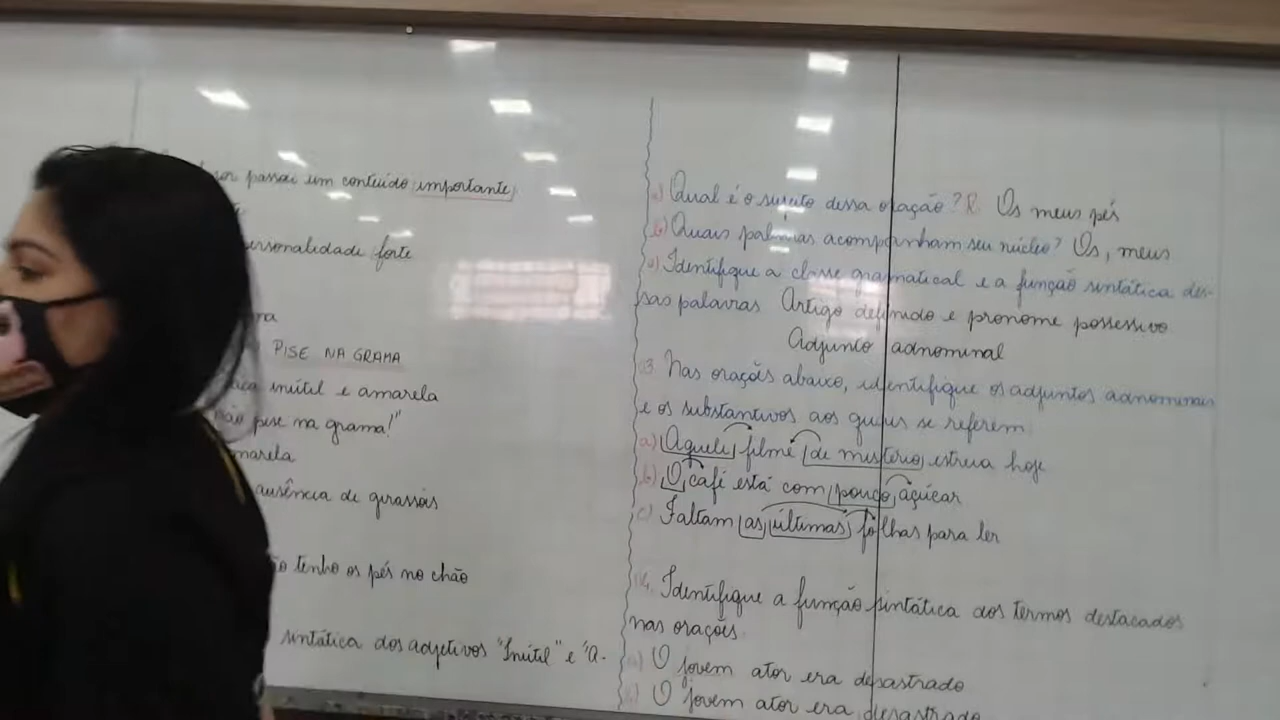 passei um conteúdo importante
personalidade forte
PISE NA GRAMA
inútil e amarela
não pise na grama!"
amarela
ausência de girassóis
não tenho os pés no chão
sintática dos adjetivos "Inútil" e "a-
a) Qual é o sujeito dessa oração? R. Os meus pés
b) Quais palavras acompanham seu núcleo? Os, meus
c) Identifique a classe gramatical e a função sintática des-
sas palavras Artigo definido e pronome possessivo
Adjunto adnominal
3. Nas orações abaixo, identifique os adjuntos adnominais
e os substantivos aos quais se referem
a) Aquele filme de mistério estreia hoje
b) O café está com pouco açúcar
c) Faltam as últimas folhas para ler
4. Identifique a função sintática dos termos destacados
nas orações
a) O jovem ator era desastrado
O jovem ator era desastrado